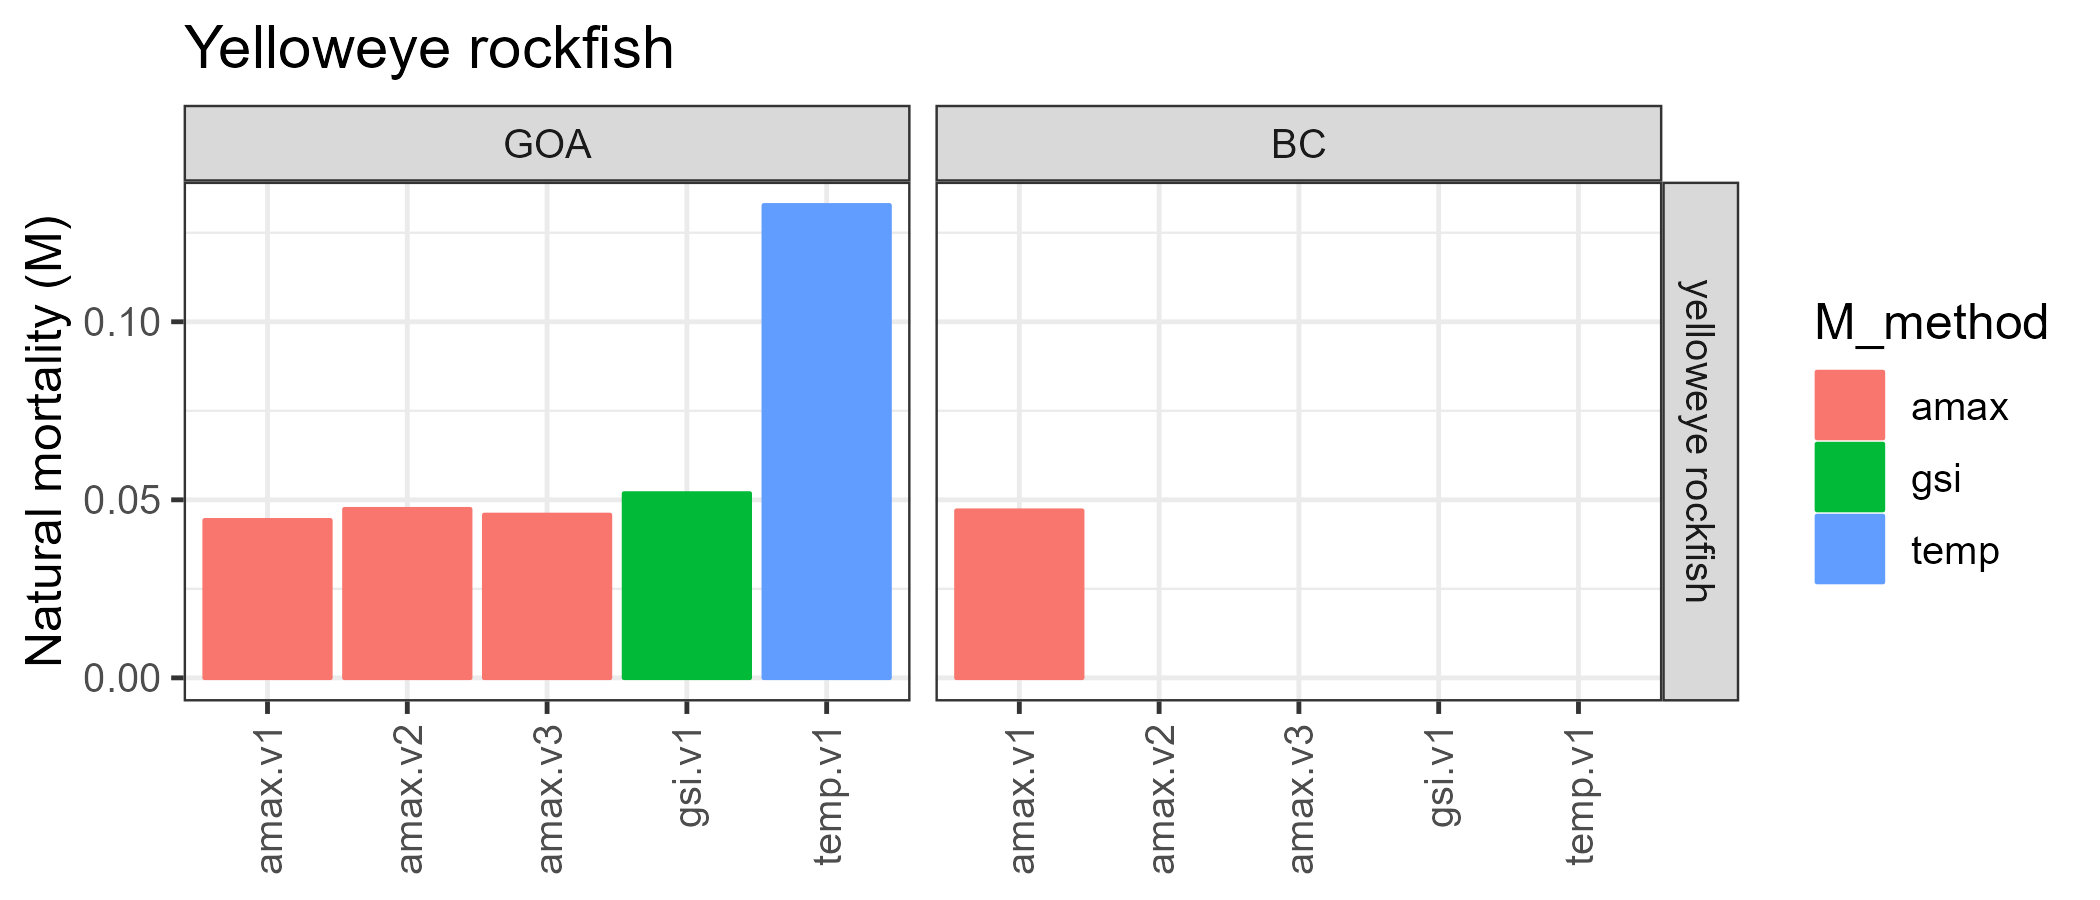 Yelloweye rockfish
GOA
BC
Natural mortality (M)
0.10
0.05
0.00
yelloweye rockfish
amax.v1
amax.v2
amax.v3
gsi.v1
temp.v1
amax.v1
amax.v2
amax.v3
gsi.v1
temp.v1
M_method
amax
gsi
temp